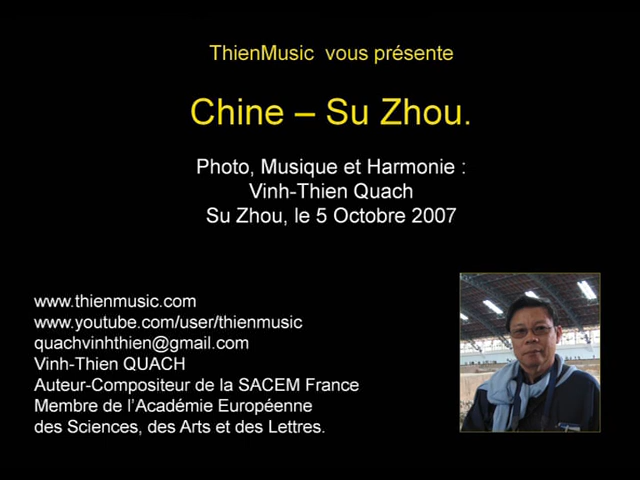 ThienMusic vous présente
Chine – Su Zhou.
Photo, Musique et Harmonie :
Vinh-Thien Quach
Su Zhou, le 5 Octobre 2007
www.thienmusic.com
www.youtube.com/user/thienmusic
quachvinhthien@gmail.com
Vinh-Thien QUACH
Auteur-Compositeur de la SACEM France
Membre de l'Académie Européenne
des Sciences, des Arts et des Lettres.